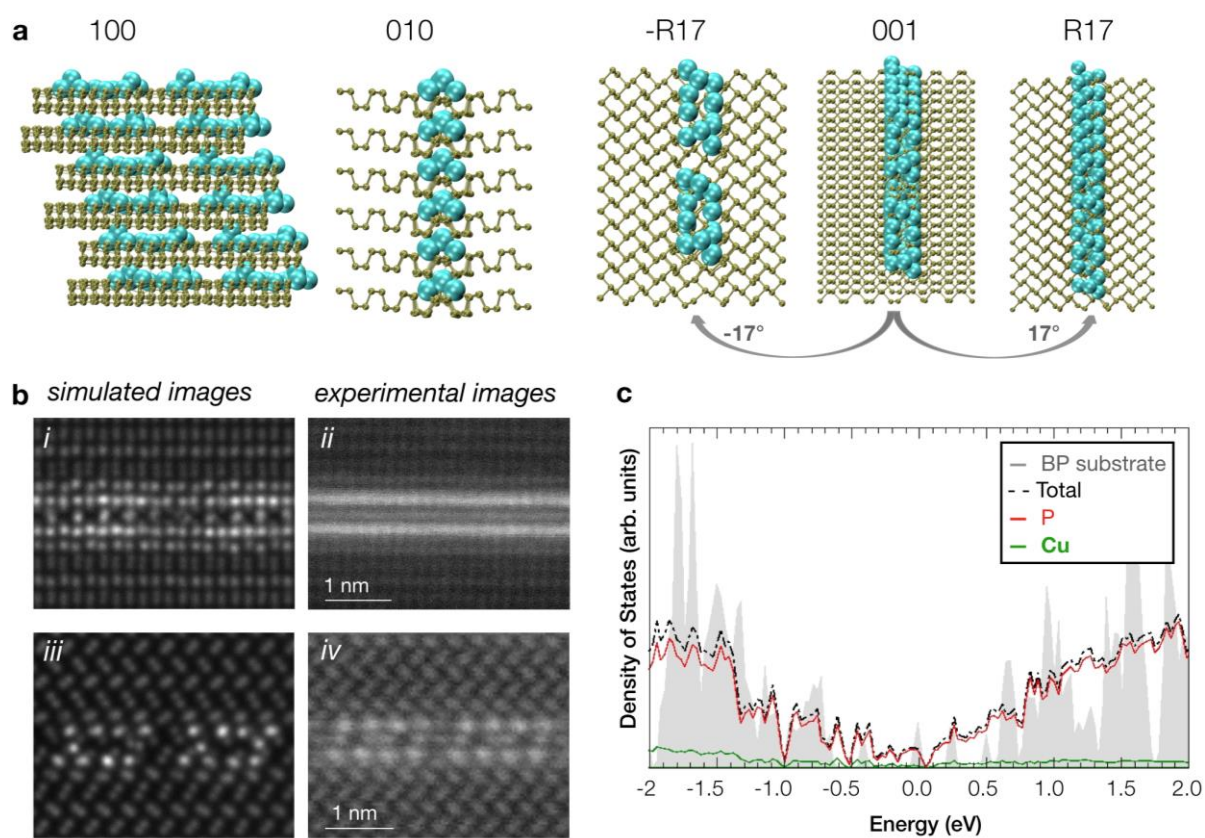 a
100
010
-R17
001
R17
-17°
17°
b
simulated images
experimental images
i
ii
1 nm
iii
iv
1 nm
c
Density of States (arb. units)
BP substrate
Total
P
Cu
-2
-1.5
-1.0
-0.5
0.0
0.5
1.0
1.5
2.0
Energy (eV)